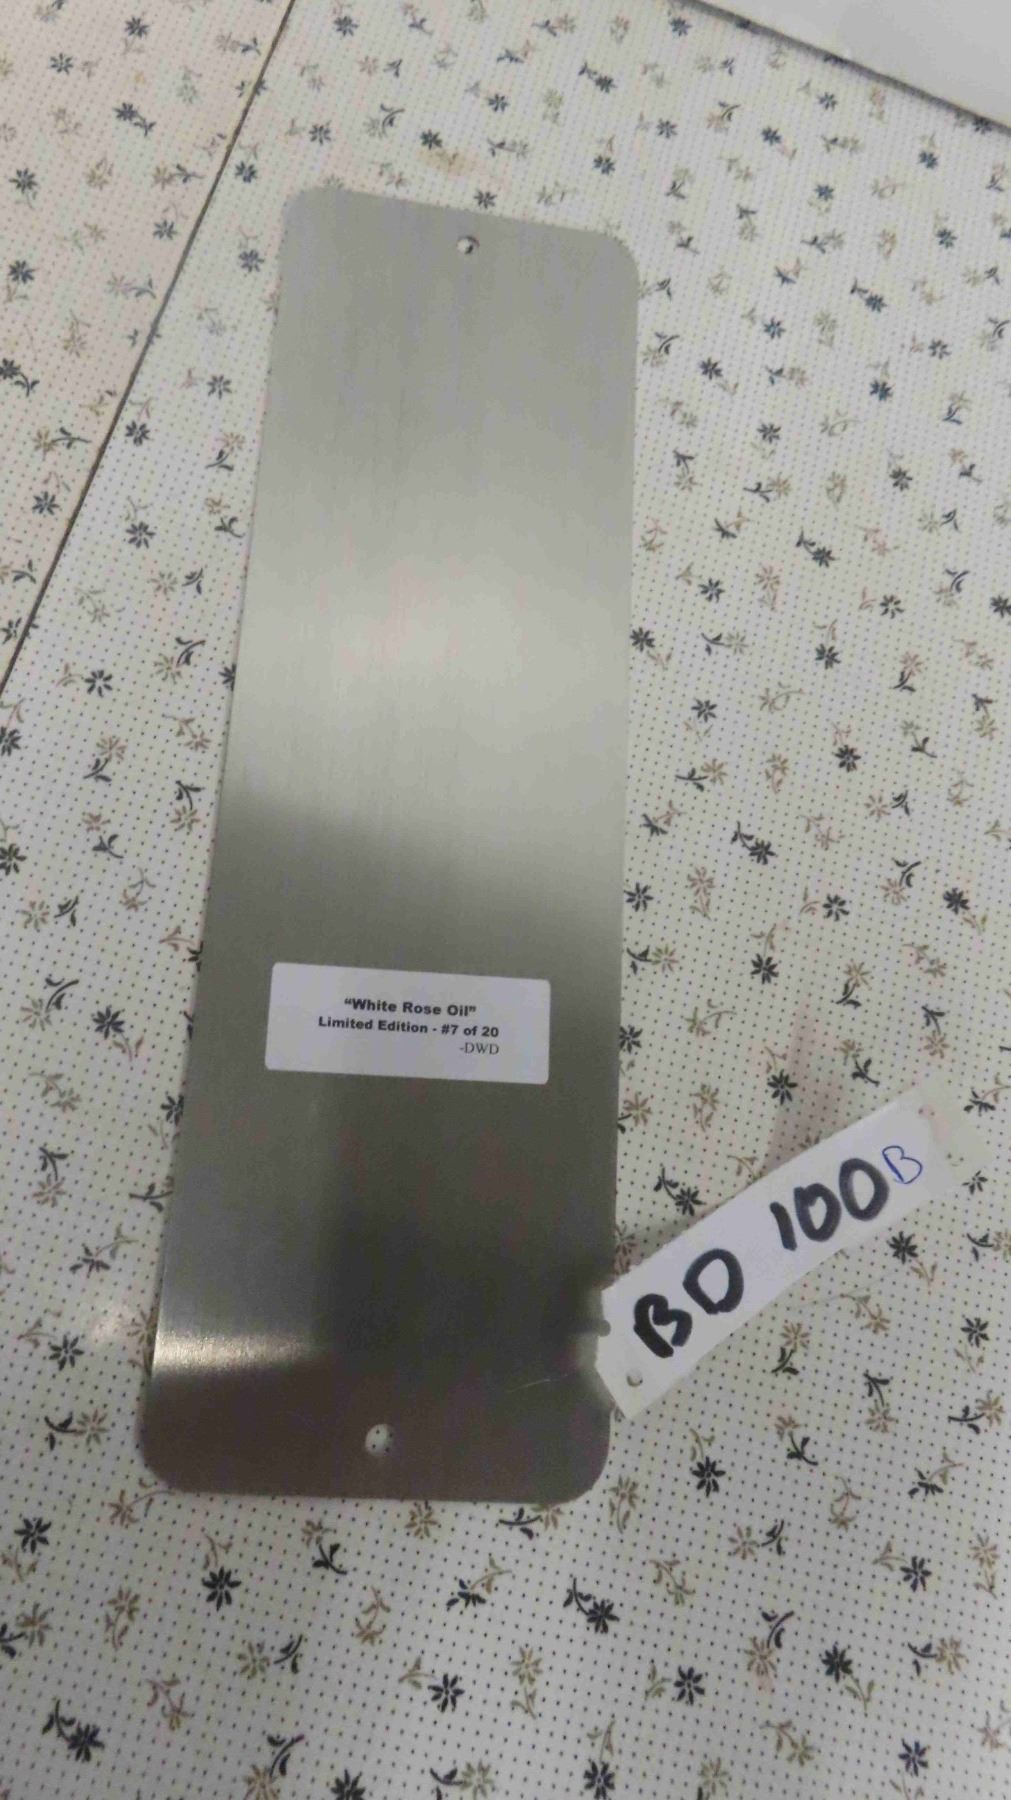 “White Rose Oil”
Limited Edition - #7 of 20
-DWD
BD 100B